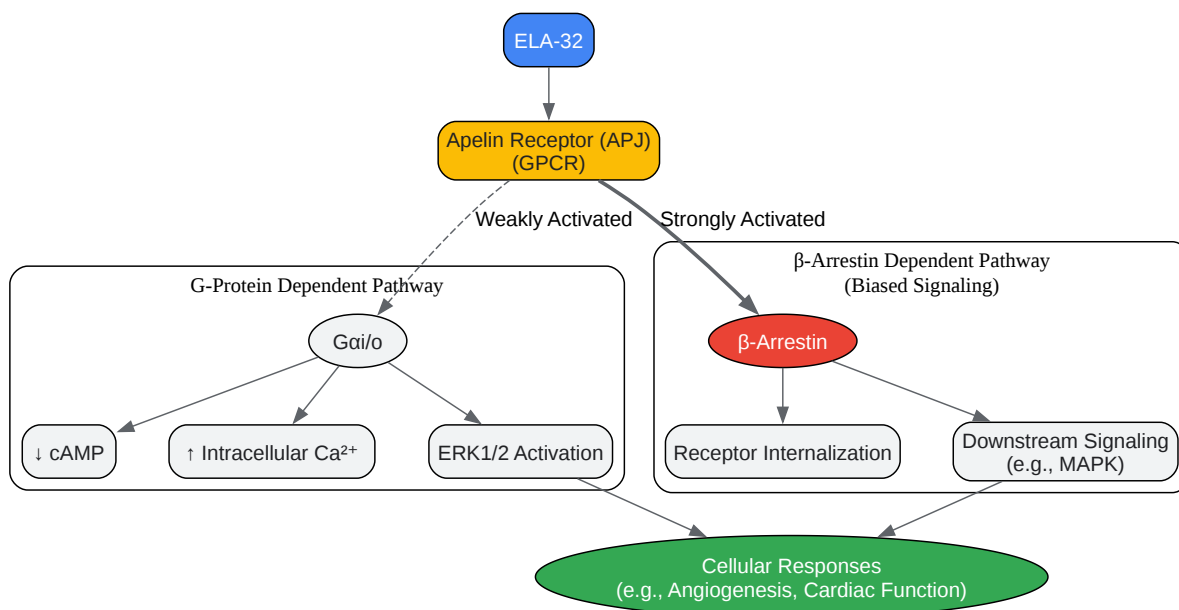 ELA-32
Apelin Receptor (APJ)
(GPCR)
Weakly Activated
Strongly Activated
G-Protein Dependent Pathway
β-Arrestin Dependent Pathway
(Biased Signaling)
Gαi/o
β-Arrestin
↓ cAMP
↑ Intracellular Ca²⁺
ERK1/2 Activation
Receptor Internalization
Downstream Signaling
(e.g., MAPK)
Cellular Responses
(e.g., Angiogenesis, Cardiac Function)